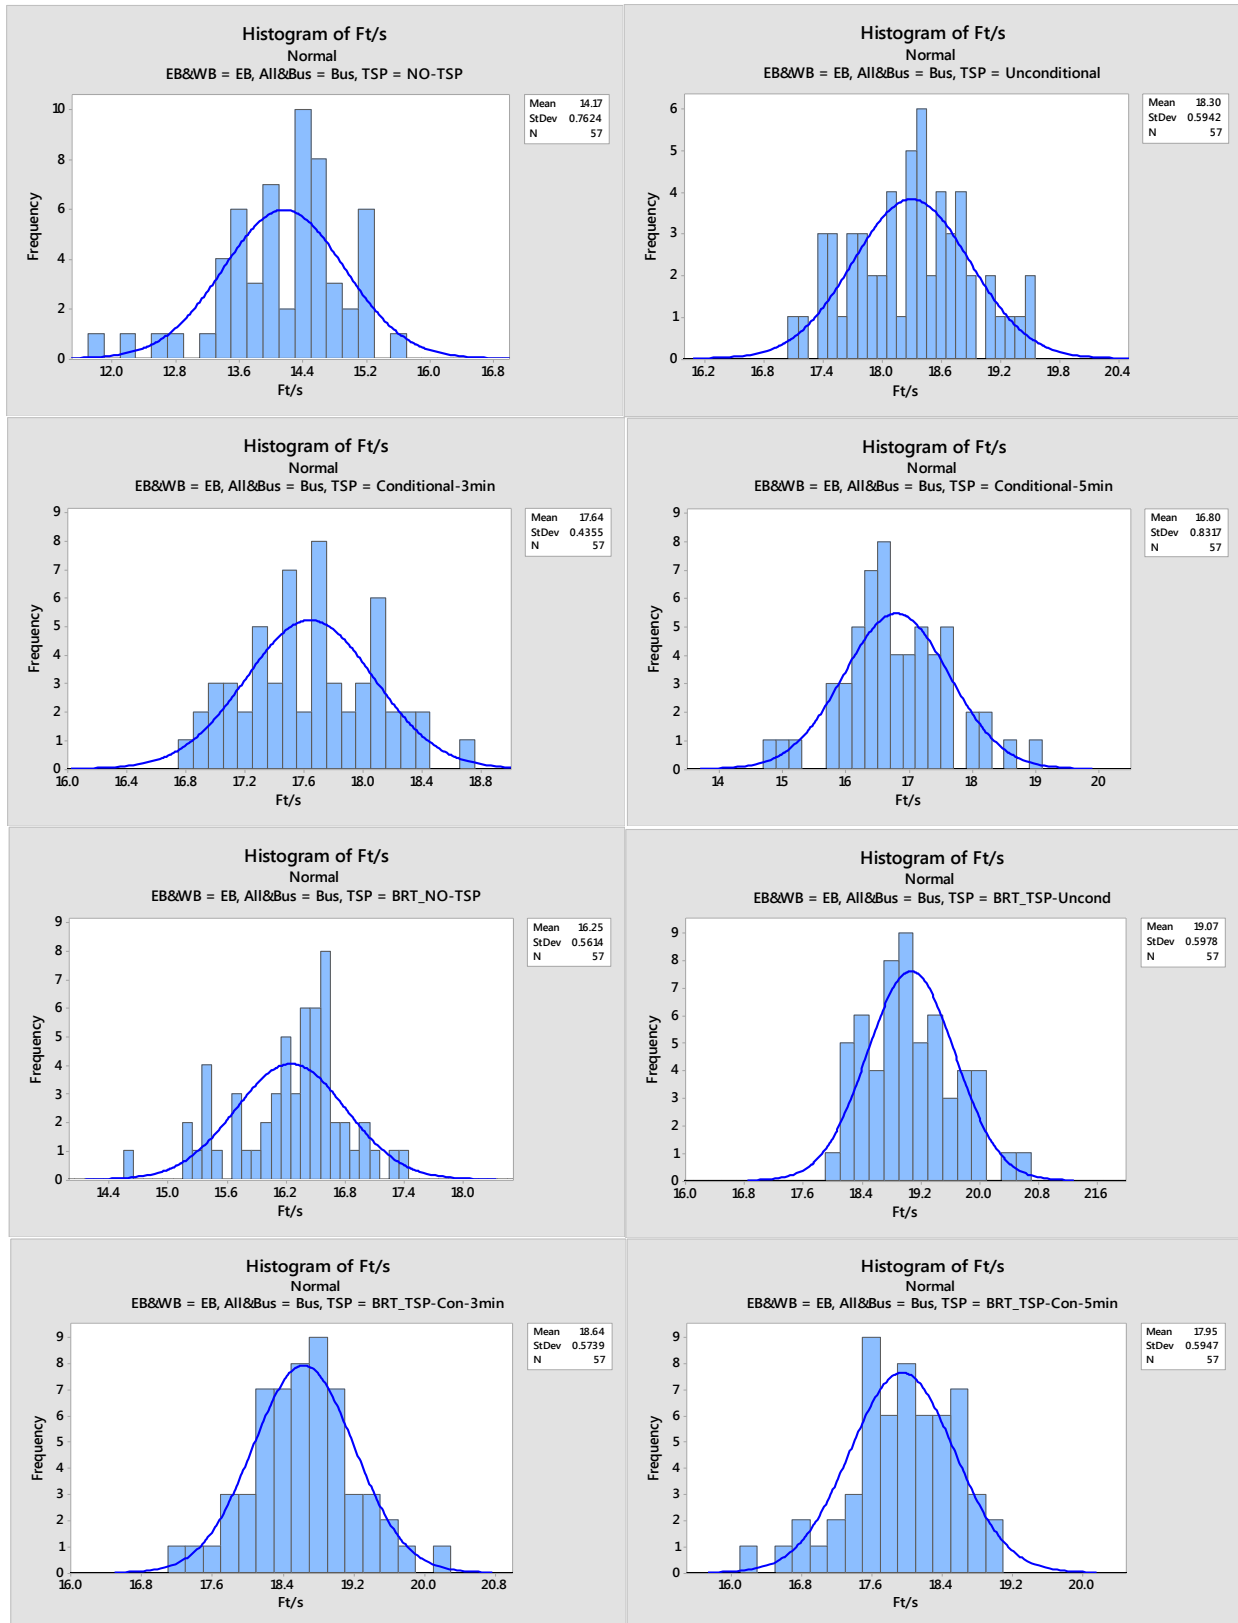 Histogram of Ft/s
Normal
EB&WB = EB, All&Bus = Bus, TSP = NO-TSP
Mean 14.17
StDev 0.7624
N 57
10
8
6
4
2
0
Frequency
12.0 12.8 13.6 14.4 15.2 16.0 16.8
Ft/s
Histogram of Ft/s
Normal
EB&WB = EB, All&Bus = Bus, TSP = Unconditional
Mean 18.30
StDev 0.5942
N 57
6
5
4
3
2
1
0
Frequency
16.2 16.8 17.4 18.0 18.6 19.2 19.8 20.4
Ft/s
Histogram of Ft/s
Normal
EB&WB = EB, All&Bus = Bus, TSP = Conditional-3min
Mean 17.64
StDev 0.4355
N 57
9
8
7
6
5
4
3
2
1
0
Frequency
16.0 16.4 16.8 17.2 17.6 18.0 18.4 18.8
Ft/s
Histogram of Ft/s
Normal
EB&WB = EB, All&Bus = Bus, TSP = Conditional-5min
Mean 16.80
StDev 0.8317
N 57
9
8
7
6
5
4
3
2
1
0
Frequency
14 15 16 17 18 19 20
Ft/s
Histogram of Ft/s
Normal
EB&WB = EB, All&Bus = Bus, TSP = BRT_NO-TSP
Mean 16.25
StDev 0.5614
N 57
9
8
7
6
5
4
3
2
1
0
Frequency
14.4 15.0 15.6 16.2 16.8 17.4 18.0
Ft/s
Histogram of Ft/s
Normal
EB&WB = EB, All&Bus = Bus, TSP = BRT_TSP-Uncond
Mean 19.07
StDev 0.5978
N 57
9
8
7
6
5
4
3
2
1
0
Frequency
16.0 16.8 17.6 18.4 19.2 20.0 20.8 21.6
Ft/s
Histogram of Ft/s
Normal
EB&WB = EB, All&Bus = Bus, TSP = BRT_TSP-Con-3min
Mean 18.64
StDev 0.5739
N 57
9
8
7
6
5
4
3
2
1
0
Frequency
16.0 16.8 17.6 18.4 19.2 20.0 20.8
Ft/s
Histogram of Ft/s
Normal
EB&WB = EB, All&Bus = Bus, TSP = BRT_TSP-Con-5min
Mean 17.95
StDev 0.5947
N 57
9
8
7
6
5
4
3
2
1
0
Frequency
16.0 16.8 17.6 18.4 19.2 20.0
Ft/s